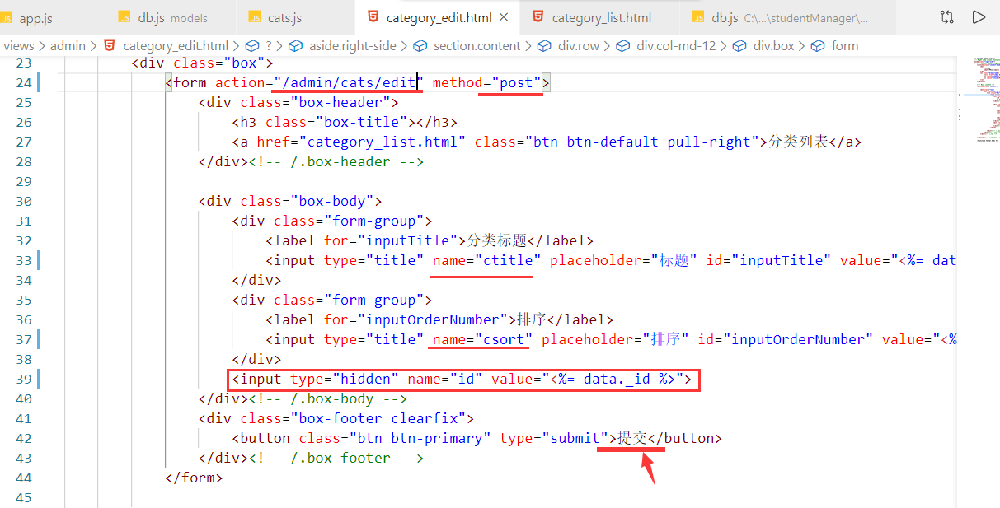 JS app.js JS db.js models JS cats.js category_edit.html × category_list.html JS db.js C:\...\studentManager\...
views > admin > category_edit.html > ? > aside.right-side > section.content > div.row > div.col-md-12 > div.box > form
23 <div class="box">
24 <form action="/admin/cats/edit" method="post">
25 <div class="box-header">
26 <h3 class="box-title"></h3>
27 <a href="category_list.html" class="btn btn-default pull-right">分类列表</a>
28 </div><!-- /.box-header -->
29
30 <div class="box-body">
31 <div class="form-group">
32 <label for="inputTitle">分类标题</label>
33 <input type="title" name="ctitle" placeholder="标题" id="inputTitle" value="<%= dat
34 </div>
35 <div class="form-group">
36 <label for="inputOrderNumber">排序</label>
37 <input type="title" name="csort" placeholder="排序" id="inputOrderNumber" value="<%
38 </div>
39 <input type="hidden" name="id" value="<%= data._id %>">
40 </div><!-- /.box-body -->
41 <div class="box-footer clearfix">
42 <button class="btn btn-primary" type="submit">提交</button>
43 </div><!-- /.box-footer -->
44 </form>
45